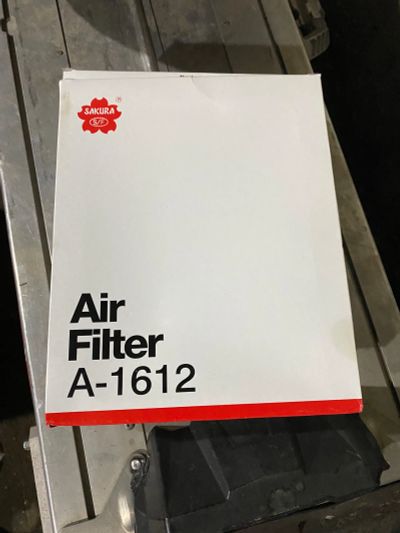 SAKURA
®
S/F
Air
Filter
A-1612